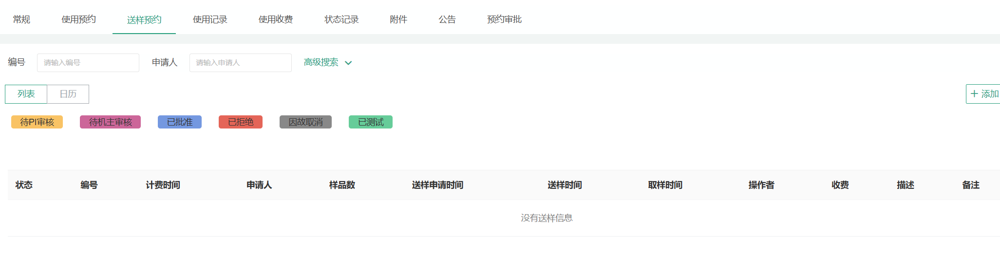 常规 使用预约 送样预约 使用记录 使用收费 状态记录 附件 公告 预约审批
编号 请输入编号 申请人 请输入申请人 高级搜索
列表 日历 添加
待PI审核 待机主审核 已批准 已拒绝 因故取消 已测试
状态 编号 计费时间 申请人 样品数 送样申请时间 送样时间 取样时间 操作者 收费 描述 备注
没有送样信息